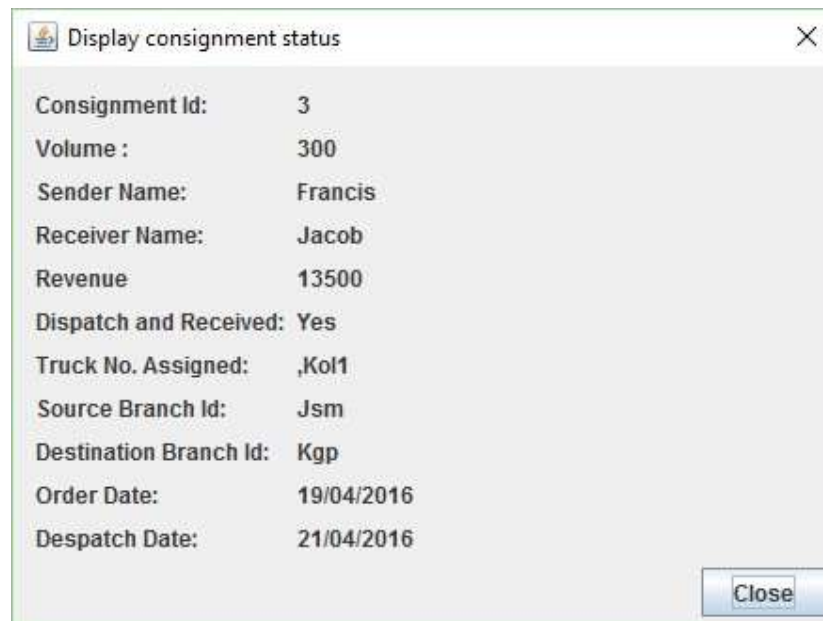 Display consignment status
Consignment Id: 3
Volume : 300
Sender Name: Francis
Receiver Name: Jacob
Revenue 13500
Dispatch and Received: Yes
Truck No. Assigned: ,Kol1
Source Branch Id: Jsm
Destination Branch Id: Kgp
Order Date: 19/04/2016
Despatch Date: 21/04/2016
Close